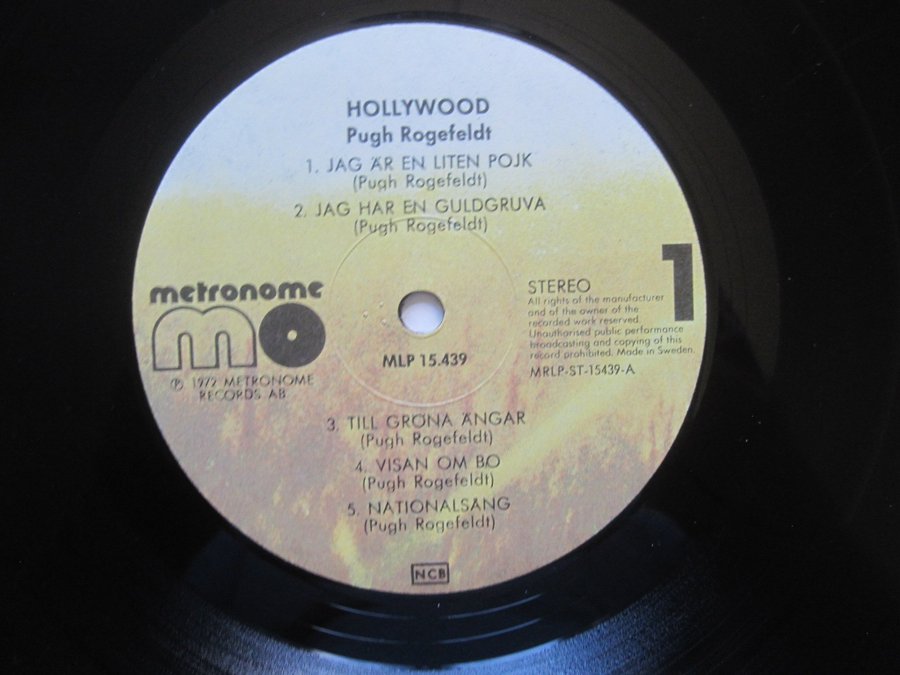 HOLLYWOOD
Pugh Rogefeldt
1. JAG ÄR EN LITEN POJK
(Pugh Rogefeldt)
2. JAG HAR EN GULDGRUVA
(Pugh Rogefeldt)
1
metronome
mo
℗ 1972 METRONOME
RECORDS AB
MLP 15.439
STEREO
All rights of the manufacturer
and of the owner of the
recorded work reserved.
Unauthorised public performance
broadcasting and copying of this
record prohibited. Made in Sweden.
MRLP-ST-15439-A
3. TILL GRÖNA ÄNGAR
(Pugh Rogefeldt)
4. VISAN OM BO
(Pugh Rogefeldt)
5. NATIONALSÅNG
(Pugh Rogefeldt)
NCB